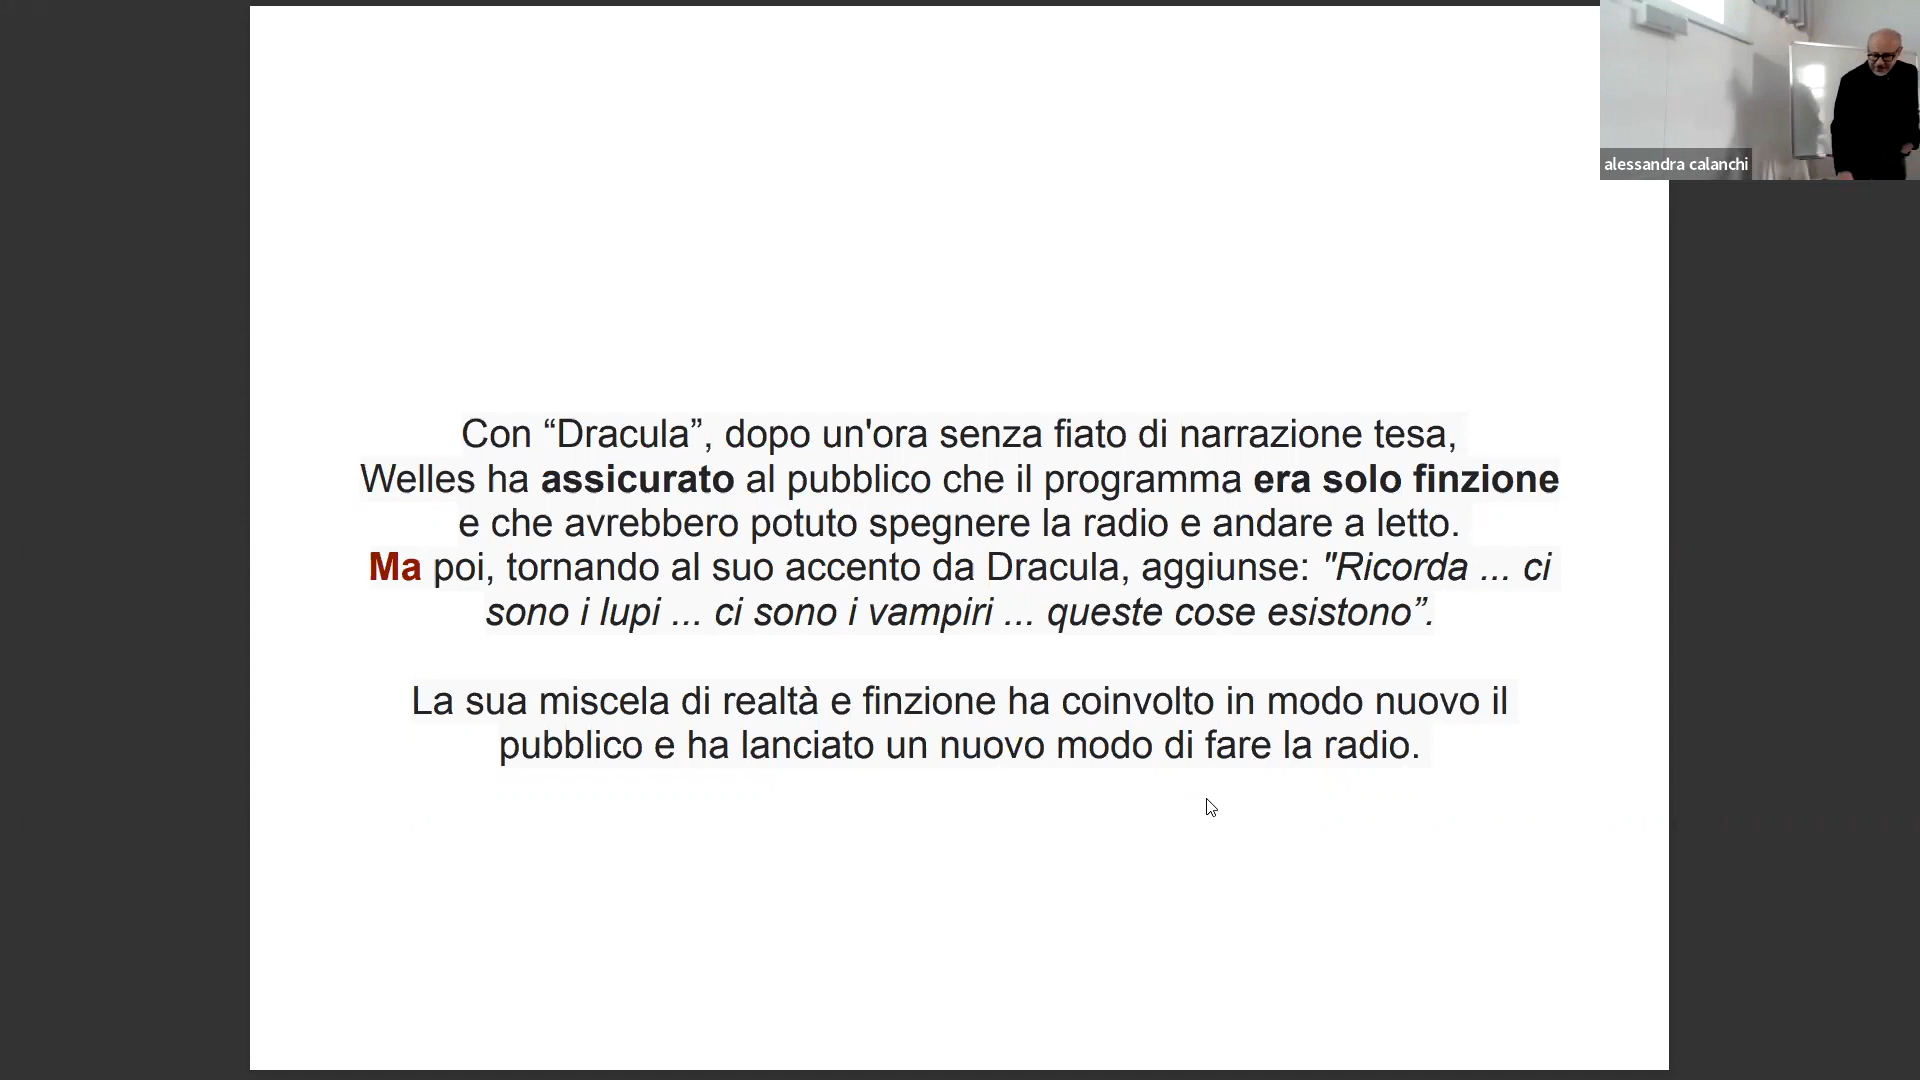 Con “Dracula”, dopo un'ora senza fiato di narrazione tesa,
Welles ha assicurato al pubblico che il programma era solo finzione
e che avrebbero potuto spegnere la radio e andare a letto.
Ma poi, tornando al suo accento da Dracula, aggiunse: "Ricorda ... ci
sono i lupi ... ci sono i vampiri ... queste cose esistono”.
La sua miscela di realtà e finzione ha coinvolto in modo nuovo il
pubblico e ha lanciato un nuovo modo di fare la radio.
alessandra calanchi